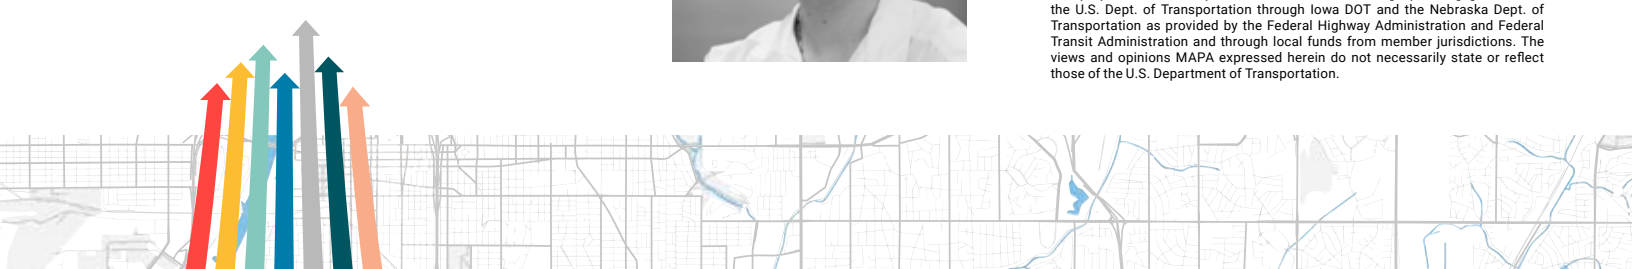 the U.S. Dept. of Transportation through Iowa DOT and the Nebraska Dept. of
Transportation as provided by the Federal Highway Administration and Federal
Transit Administration and through local funds from member jurisdictions. The
views and opinions MAPA expressed herein do not necessarily state or reflect
those of the U.S. Department of Transportation.